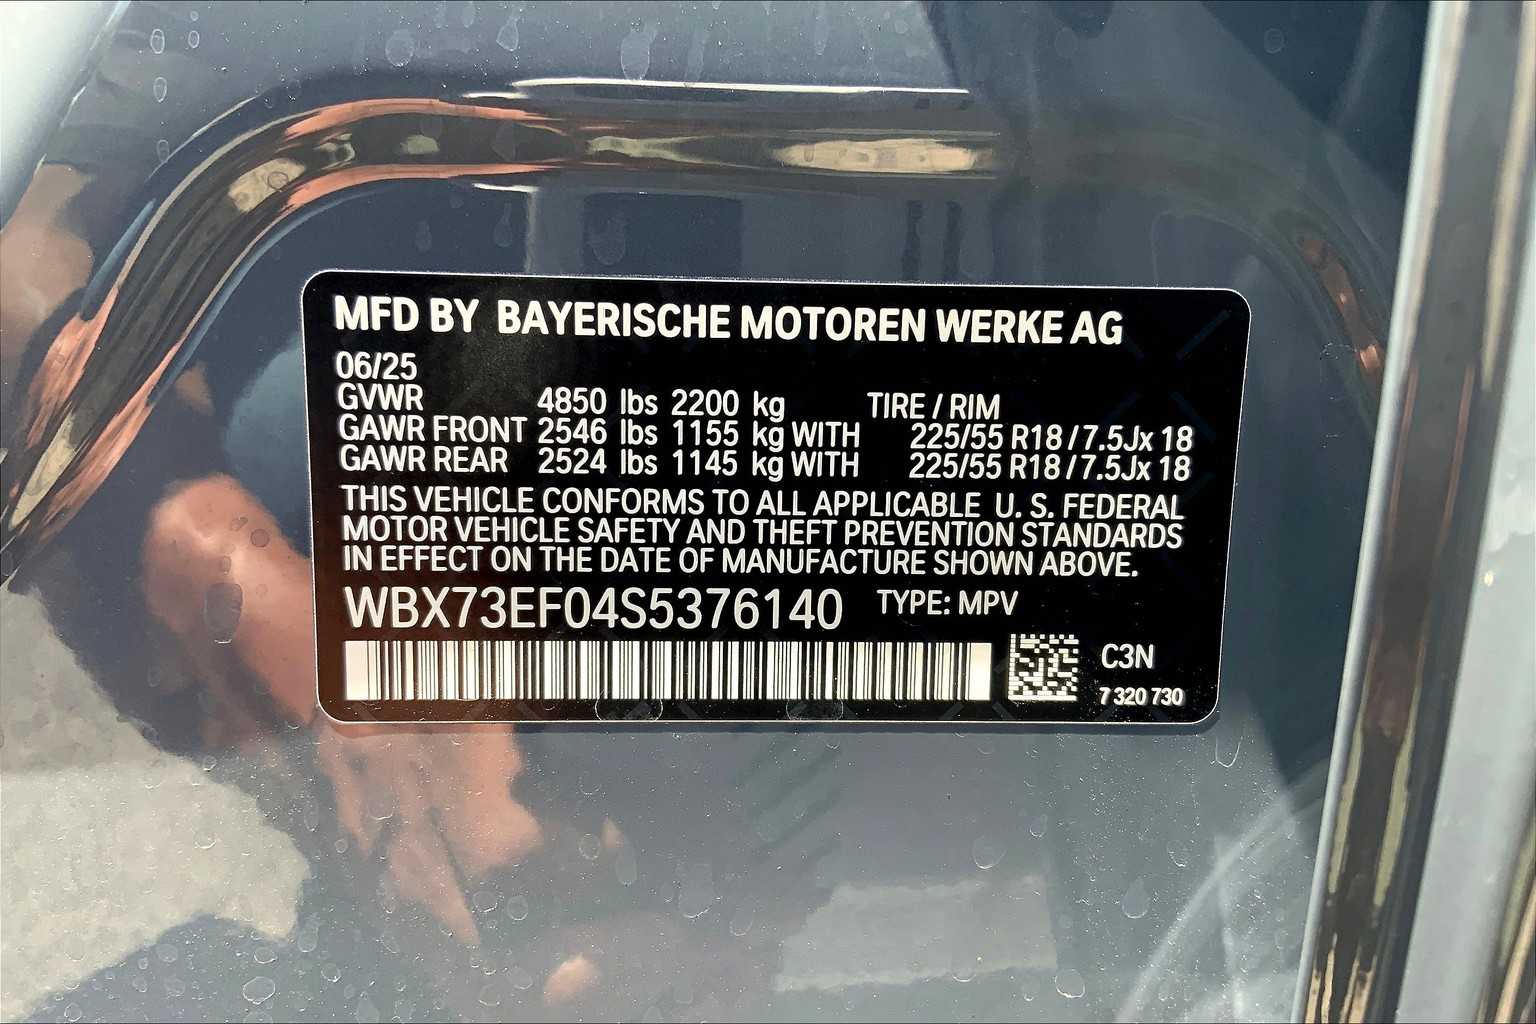 MFD BY BAYERISCHE MOTOREN WERKE AG
06/25
GVWR 4850 lbs 2200 kg TIRE / RIM
GAWR FRONT 2546 lbs 1155 kg WITH 225/55 R18 / 7.5Jx 18
GAWR REAR 2524 lbs 1145 kg WITH 225/55 R18 / 7.5Jx 18
THIS VEHICLE CONFORMS TO ALL APPLICABLE U. S. FEDERAL
MOTOR VEHICLE SAFETY AND THEFT PREVENTION STANDARDS
IN EFFECT ON THE DATE OF MANUFACTURE SHOWN ABOVE.
WBX73EF04S5376140 TYPE: MPV
C3N
7 320 730